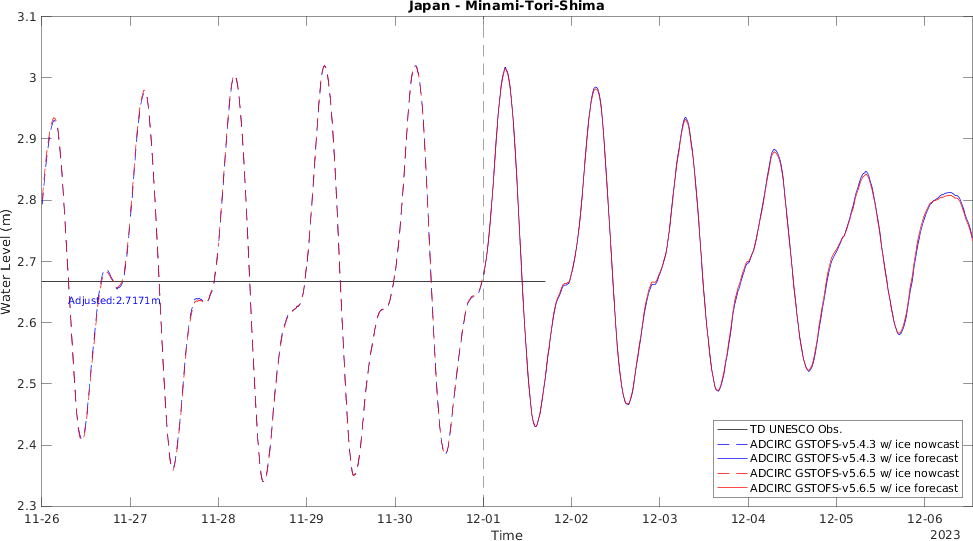 Japan - Minami-Tori-Shima
3.1
3
2.9
2.8
2.7
2.6
2.5
2.4
2.3
Water Level (m)
Adjusted:2.7171m
TD UNESCO Obs.
ADCIRC GSTOFS-v5.4.3 w/ ice nowcast
ADCIRC GSTOFS-v5.4.3 w/ ice forecast
ADCIRC GSTOFS-v5.6.5 w/ ice nowcast
ADCIRC GSTOFS-v5.6.5 w/ ice forecast
11-26 11-27 11-28 11-29 11-30 12-01 12-02 12-03 12-04 12-05 12-06
Time
2023